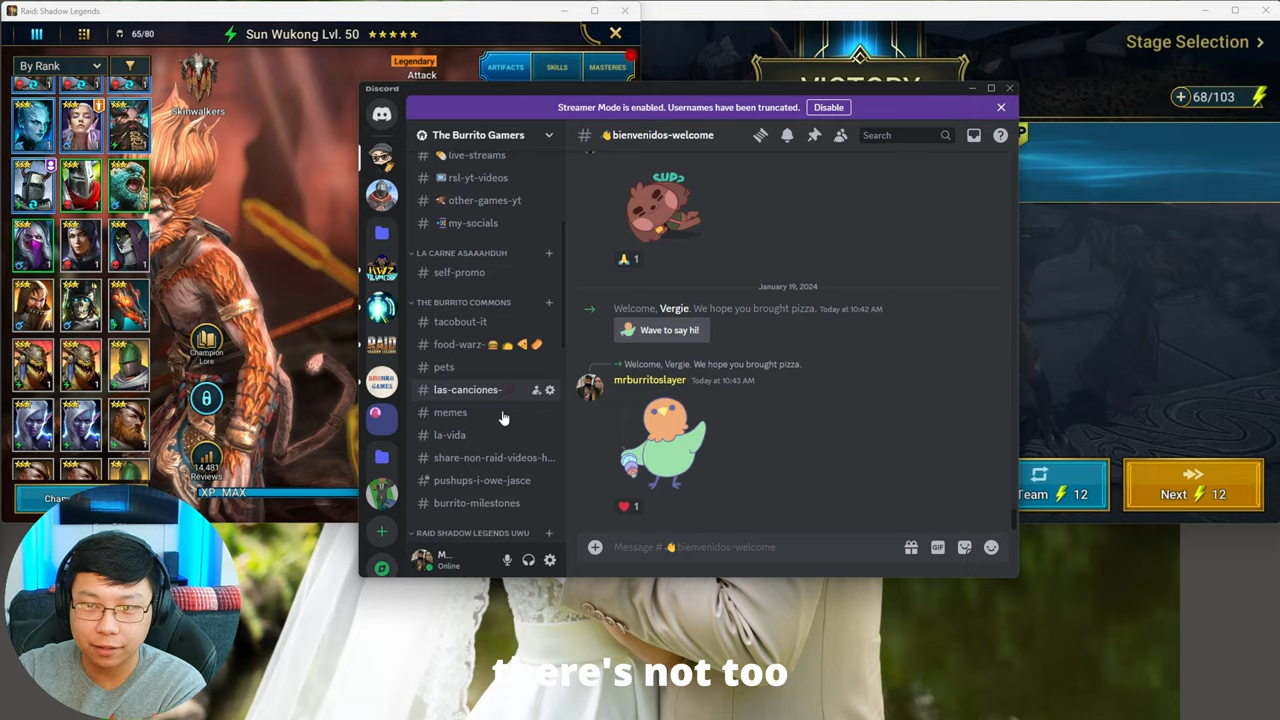 Raid: Shadow Legends
65/80
Sun Wukong Lvl. 50
By Rank
Legendary
Attack
ARTIFACTS
SKILLS
MASTERIES
Skinwalkers
Champion
Lore
14,481
Reviews
XP MAX
Stage Selection >
VICTORY
68/103
Team 12
Next 12
Discord
Streamer Mode is enabled. Usernames have been truncated.
Disable
The Burrito Gamers
# live-streams
# rsl-yt-videos
# other-games-yt
# my-socials
LA CARNE ASAAAHDUH
# self-promo
THE BURRITO COMMONS
# tacobout-it
# food-warz-
# pets
# las-canciones-
# memes
# la-vida
# share-non-raid-videos-h...
# pushups-i-owe-jasce
# burrito-milestones
RAID SHADOW LEGENDS UWU
M...
Online
# bienvenidos-welcome
Search
SUP?
1
January 19, 2024
Welcome, Vergie. We hope you brought pizza. Today at 10:42 AM
Wave to say hi!
Welcome, Vergie. We hope you brought pizza.
mrburritoslayer Today at 10:43 AM
1
Message # bienvenidos-welcome
GIF
there's not too